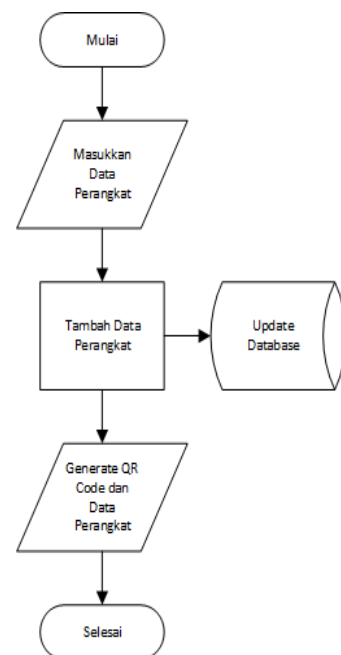 Mulai
Masukkan
Data
Perangkat
Tambah Data
Perangkat
Update
Database
Generate QR
Code dan
Data
Perangkat
Selesai